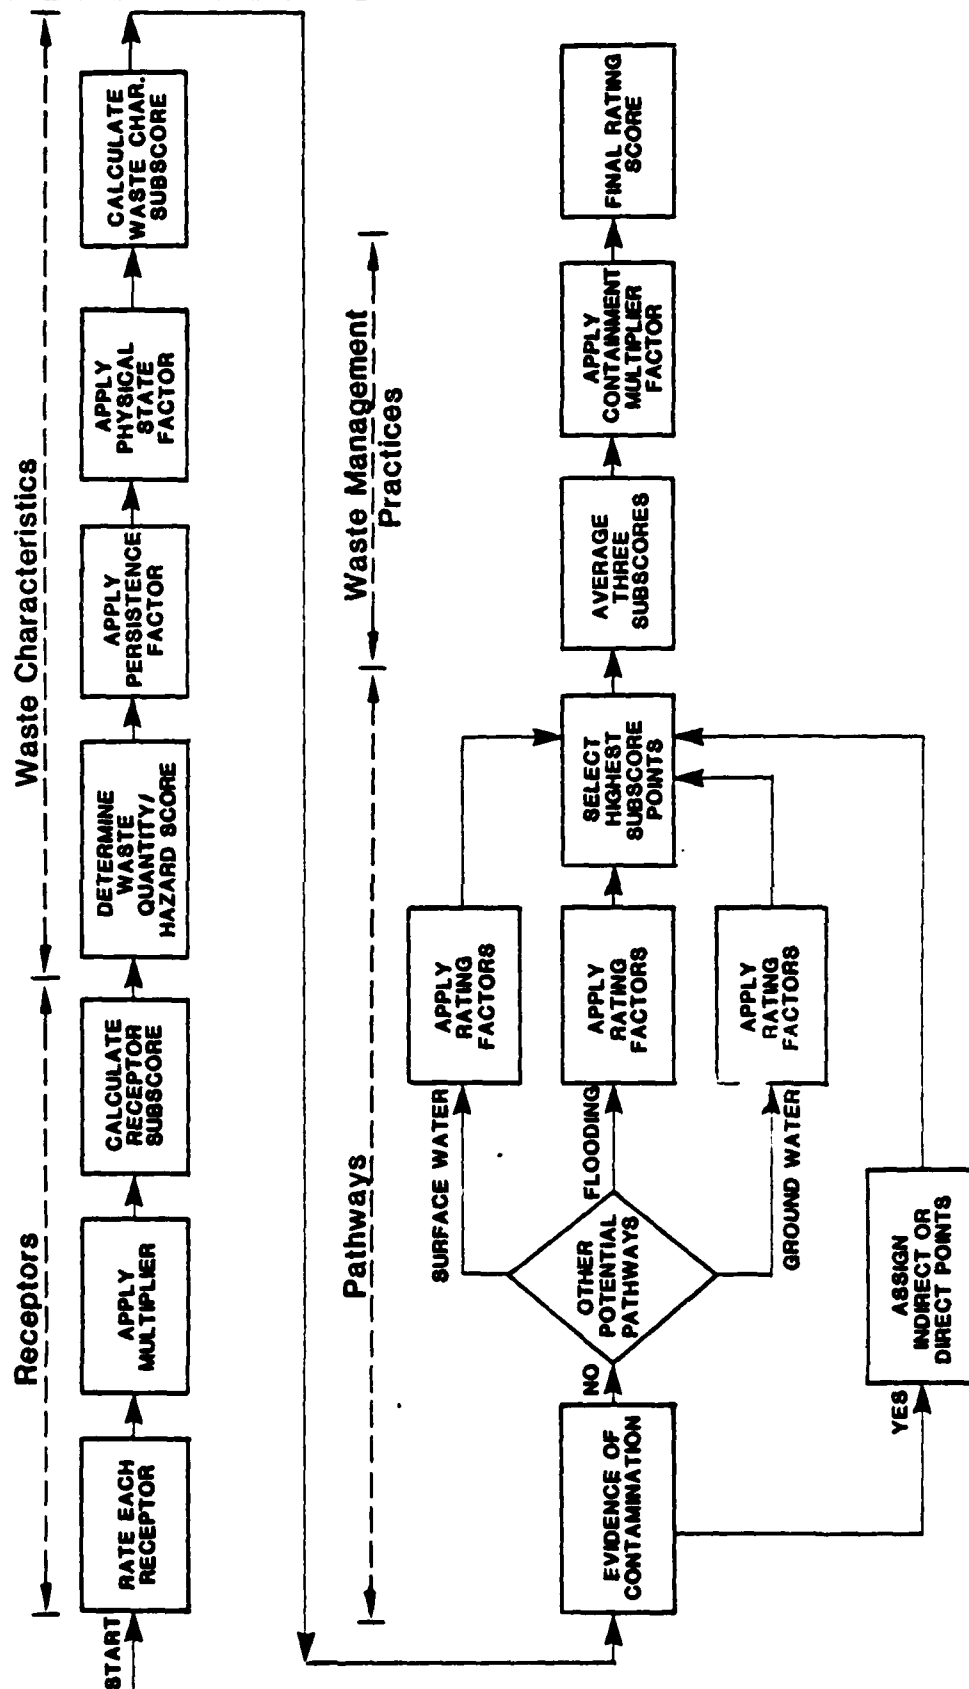 Receptors
Waste Characteristics
START
RATE EACH
RECEPTOR
APPLY
MULTIPLIER
CALCULATE
RECEPTOR
SUBSCORE
DETERMINE
WASTE
QUANTITY/
HAZARD SCORE
APPLY
PERSISTENCE
FACTOR
APPLY
PHYSICAL
STATE
FACTOR
CALCULATE
WASTE CHAR.
SUBSCORE
Pathways
Waste Management
Practices
EVIDENCE OF
CONTAMINATION
NO
YES
OTHER
POTENTIAL
PATHWAYS
SURFACE WATER
APPLY
RATING
FACTORS
FLOODING
APPLY
RATING
FACTORS
GROUND WATER
APPLY
RATING
FACTORS
ASSIGN
INDIRECT OR
DIRECT POINTS
SELECT
HIGHEST
SUBSCORE
POINTS
AVERAGE
THREE
SUBSCORES
APPLY
CONTAINMENT
MULTIPLIER
FACTOR
FINAL RATING
SCORE